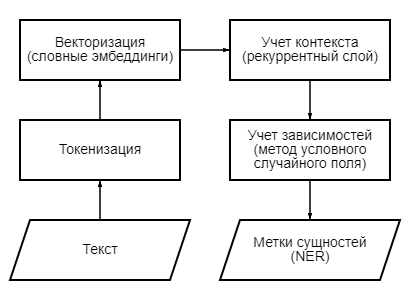 Векторизация
(словные эмбеддинги)
Учет контекста
(рекуррентный слой)
Токенизация
Учет зависимостей
(метод условного
случайного поля)
Текст
Метки сущностей
(NER)